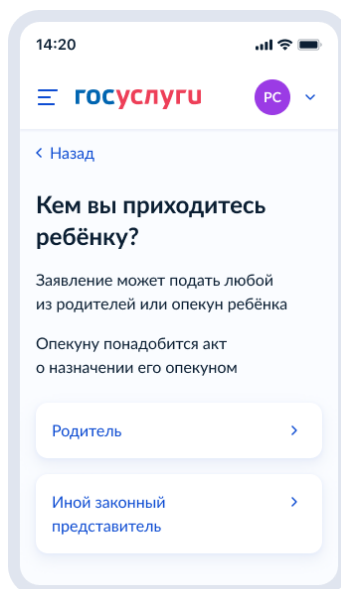 14:20
госуслуги
РС
Назад
Кем вы приходитесь
ребёнку?
Заявление может подать любой
из родителей или опекун ребёнка
Опекуну понадобится акт
о назначении его опекуном
Родитель
Иной законный
представитель